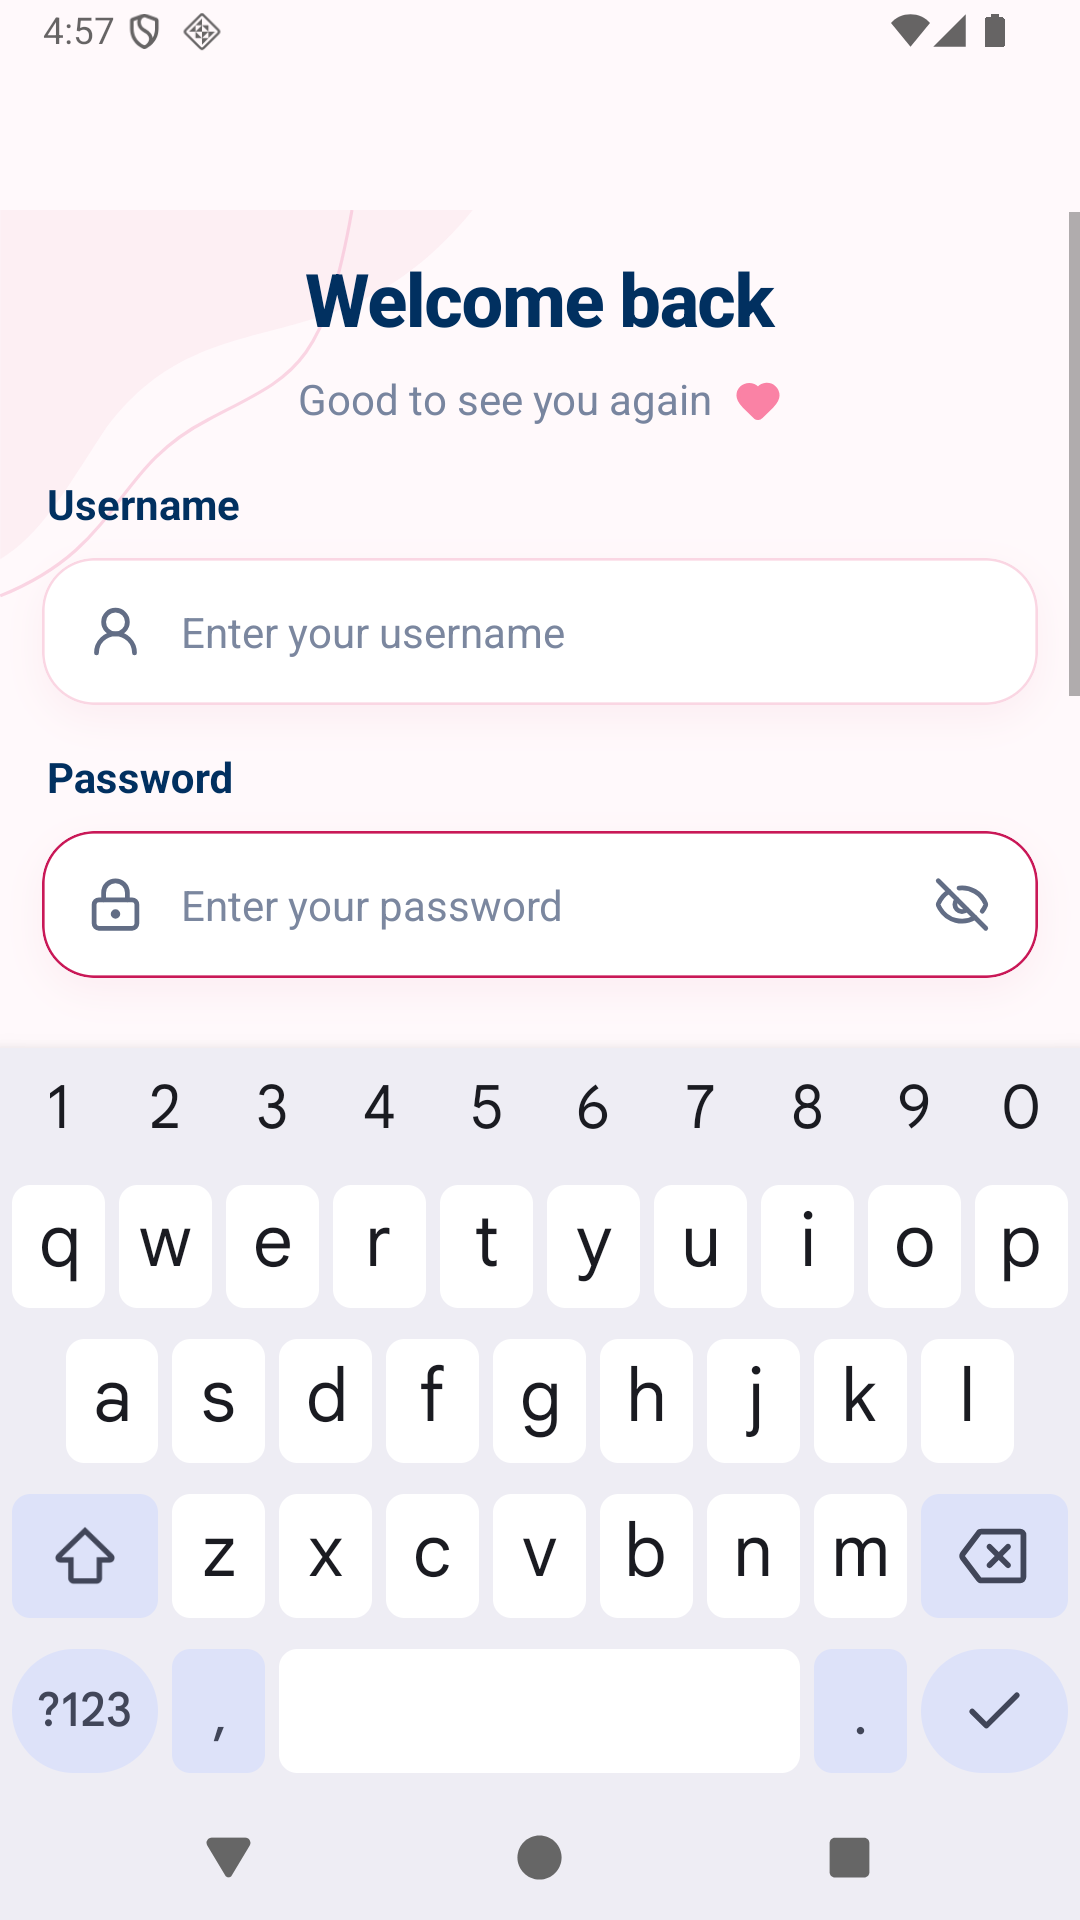 4:57
Welcome back
Good to see you again
Username
Enter your username
Password
Enter your password
1 2 3 4 5 6 7 8 9 0
q w e r t y u i o p
a s d f g h j k l
z x c v b n m
?123 , .